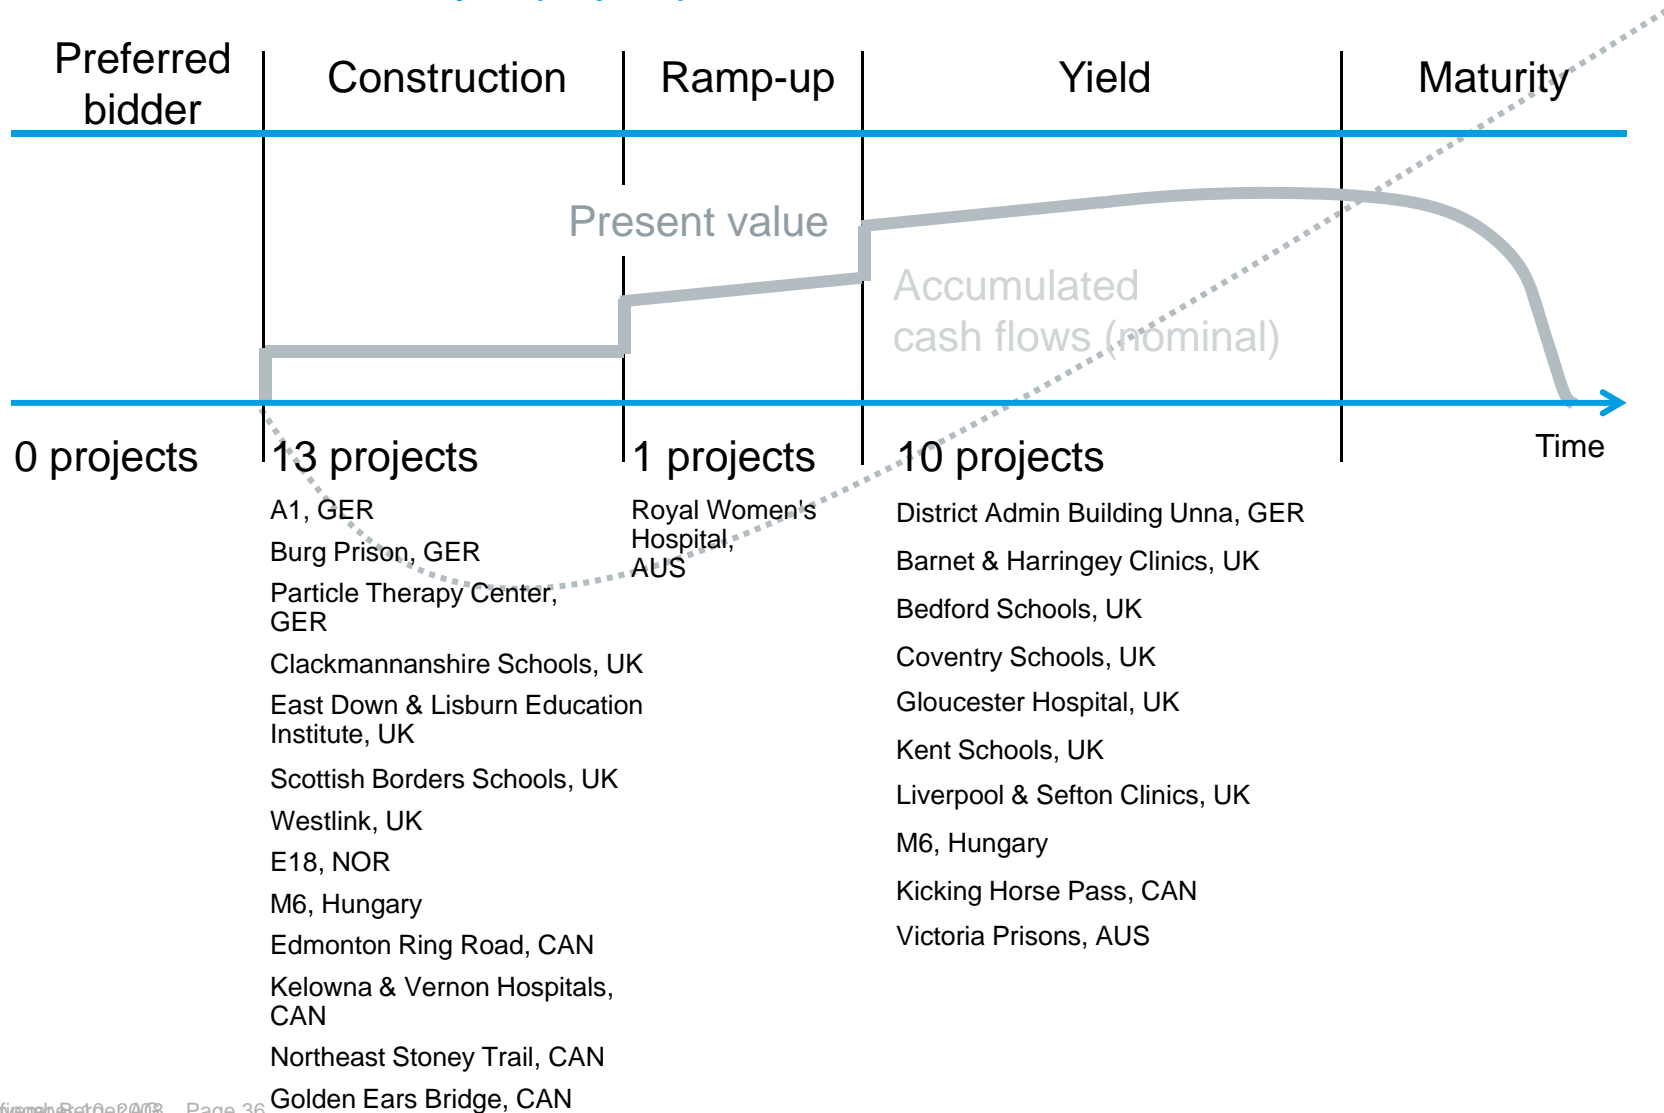 Preferred
bidder
Construction
Ramp-up
Yield
Maturity
Present value
Accumulated
cash flows (nominal)
Time
0 projects
13 projects
A1, GER
Burg Prison, GER
Particle Therapy Center,
GER
Clackmannanshire Schools, UK
East Down & Lisburn Education
Institute, UK
Scottish Borders Schools, UK
Westlink, UK
E18, NOR
M6, Hungary
Edmonton Ring Road, CAN
Kelowna & Vernon Hospitals,
CAN
Northeast Stoney Trail, CAN
Golden Ears Bridge, CAN
1 projects
Royal Women's
Hospital,
AUS
10 projects
District Admin Building Unna, GER
Barnet & Harringey Clinics, UK
Bedford Schools, UK
Coventry Schools, UK
Gloucester Hospital, UK
Kent Schools, UK
Liverpool & Sefton Clinics, UK
M6, Hungary
Kicking Horse Pass, CAN
Victoria Prisons, AUS
Page 36